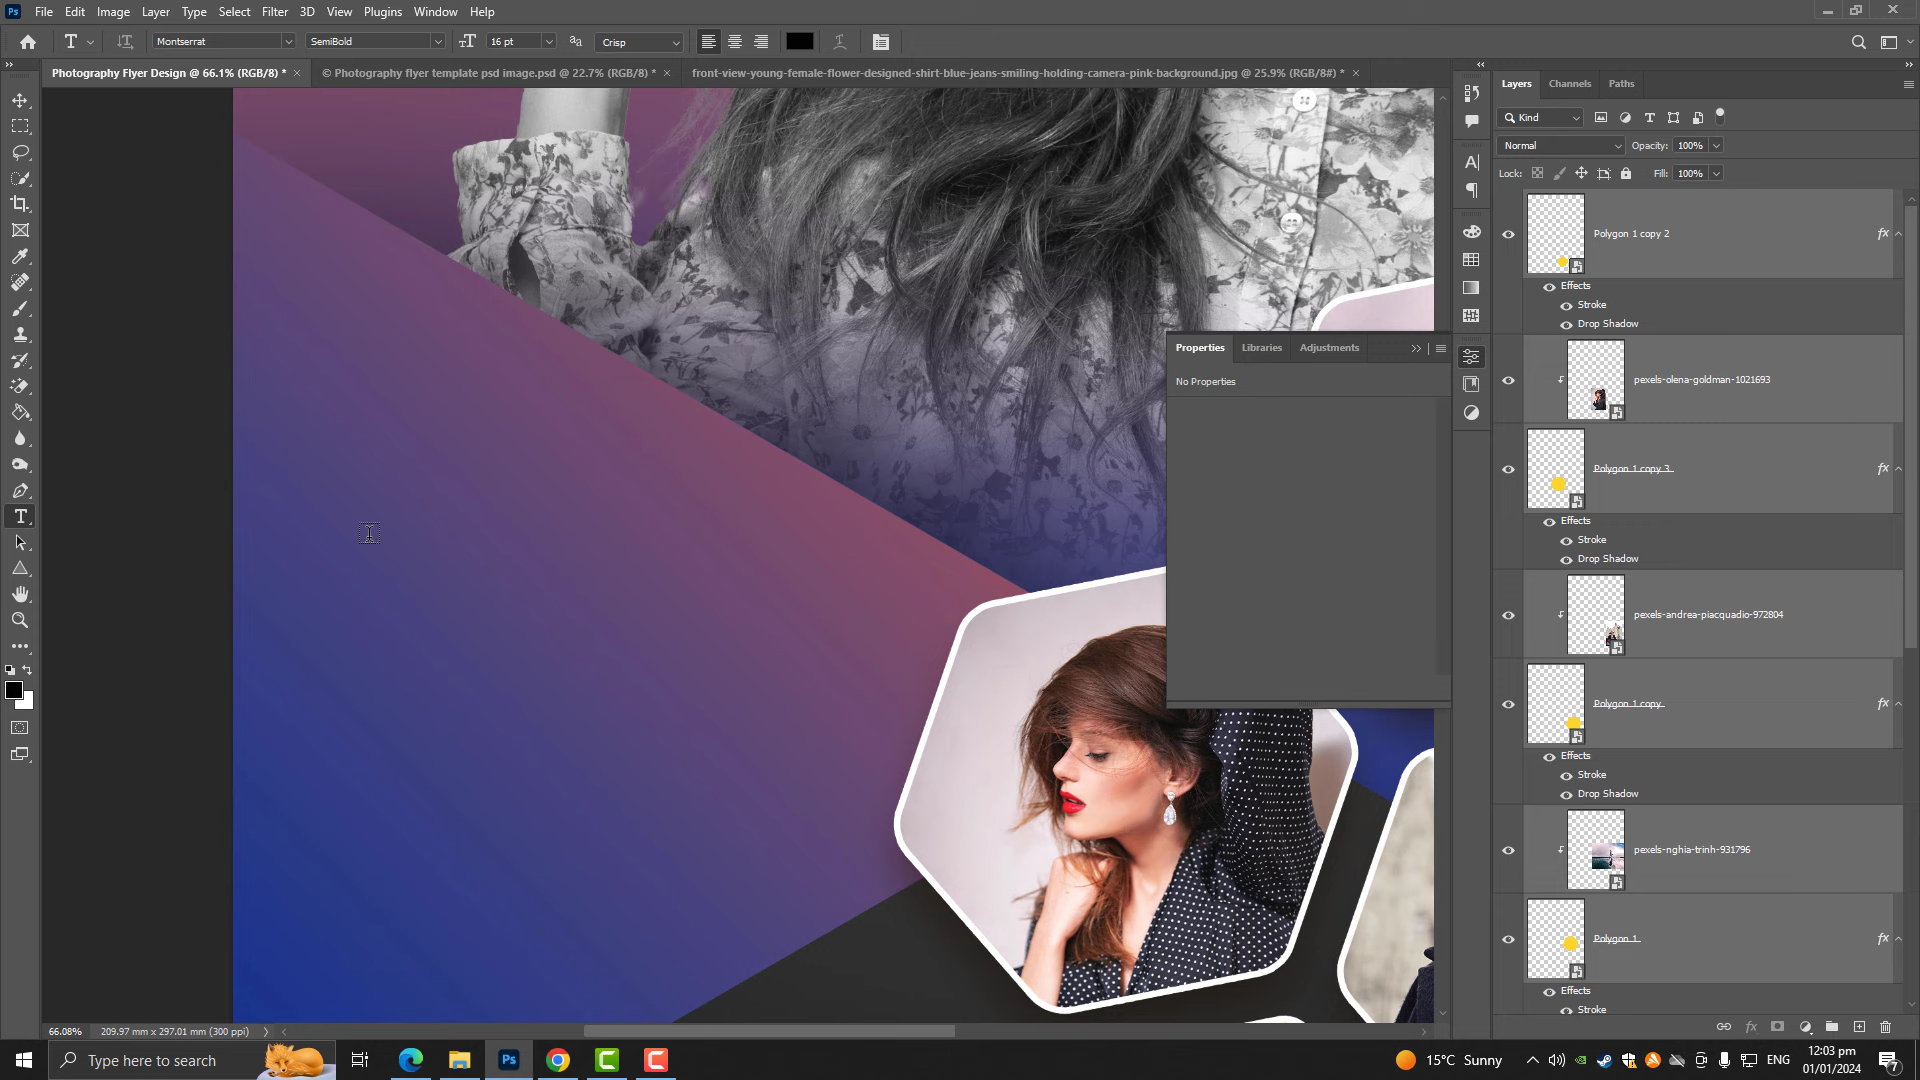 Ps File Edit Image Layer Type Select Filter 3D View Plugins Window Help
T Montserrat SemiBold 16 pt Crisp
Photography Flyer Design @ 66.1% (RGB/8) * × © Photography flyer template psd image.psd @ 22.7% (RGB/8) * × front-view-young-female-flower-designed-shirt-blue-jeans-smiling-holding-camera-pink-background.jpg @ 25.9% (RGB/8#) * ×
Layers Channels Paths
Kind
Normal Opacity: 100%
Lock: Fill: 100%
Polygon 1 copy 2 fx
Effects
Stroke
Drop Shadow
Properties Libraries Adjustments
No Properties
pexels-olena-goldman-1021693
Polygon 1 copy 3 fx
Effects
Stroke
Drop Shadow
pexels-andrea-piacquadio-972804
Polygon 1 copy fx
Effects
Stroke
Drop Shadow
pexels-nghia-trinh-931796
Polygon 1 fx
Effects
Stroke
66.08% 209.97 mm x 297.01 mm (300 ppi)
Type here to search
15°C Sunny
ENG
12:03 pm
01/01/2024
7